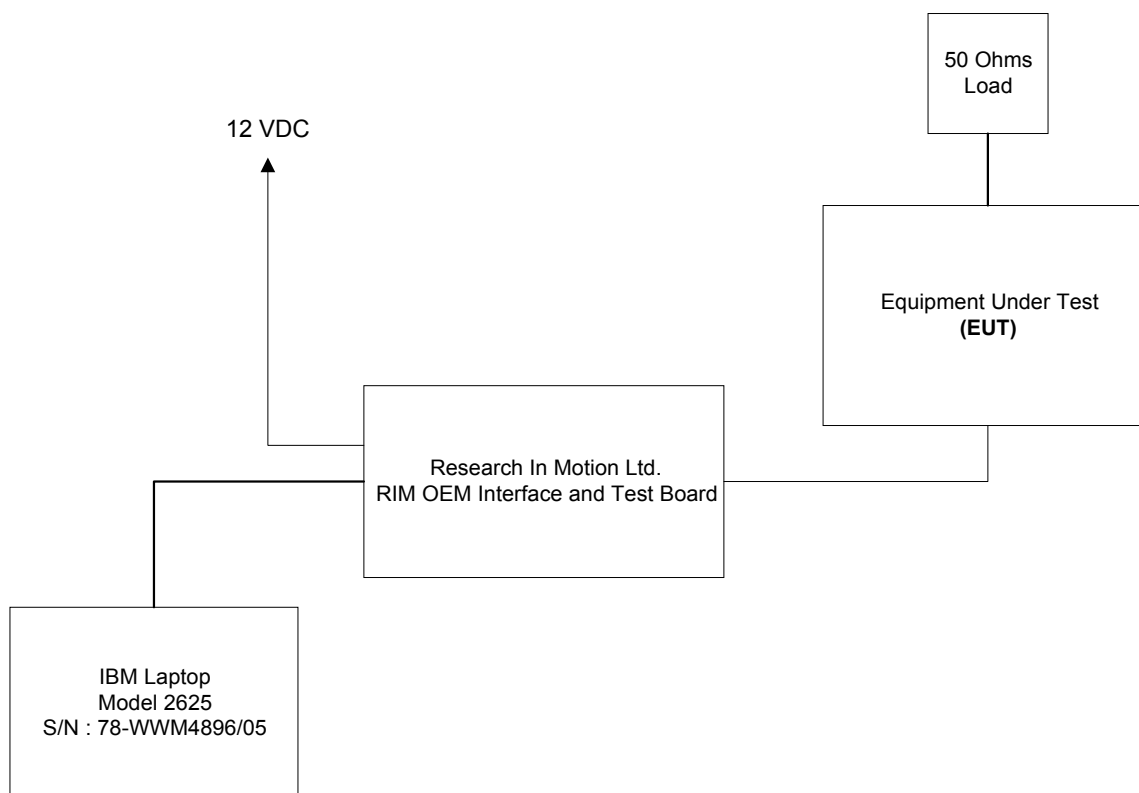 50 Ohms
Load
12 VDC
Equipment Under Test
(EUT)
Research In Motion Ltd.
RIM OEM Interface and Test Board
IBM Laptop
Model 2625
S/N : 78-WWM4896/05